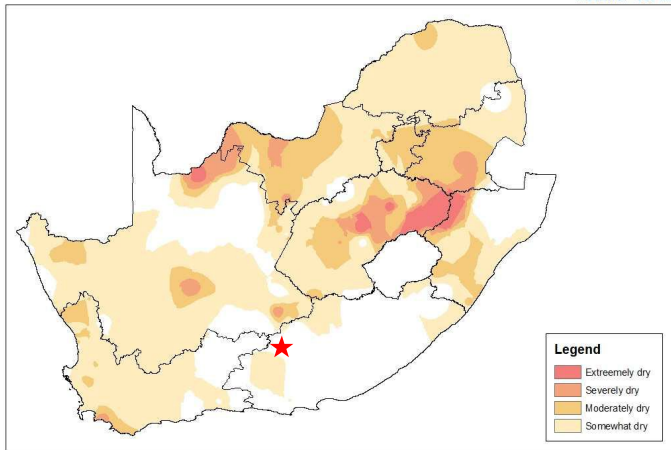 Legend
Extreemely dry
Severely dry
Moderately dry
Somewhat dry